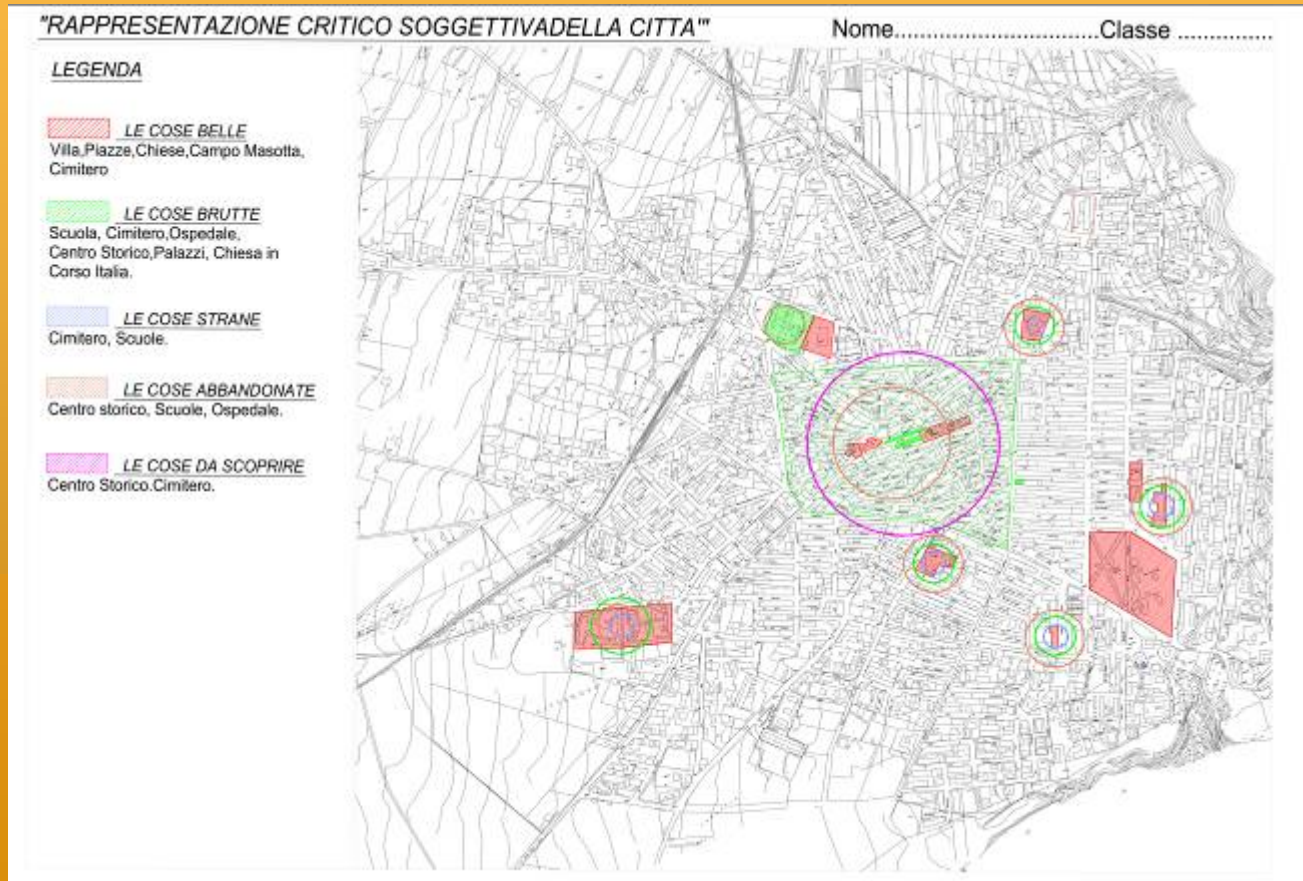 "RAPPRESENTAZIONE CRITICO SOGGETTIVADELLA CITTA'"
Nome...............................Classe ...............
LEGENDA
LE COSE BELLE
Villa,Piazze,Chiese,Campo Masotta,
Cimitero
LE COSE BRUTTE
Scuola, Cimitero,Ospedale,
Centro Storico,Palazzi, Chiesa in
Corso Italia.
LE COSE STRANE
Cimitero, Scuole.
LE COSE ABBANDONATE
Centro storico, Scuole, Ospedale.
LE COSE DA SCOPRIRE
Centro Storico.Cimitero.